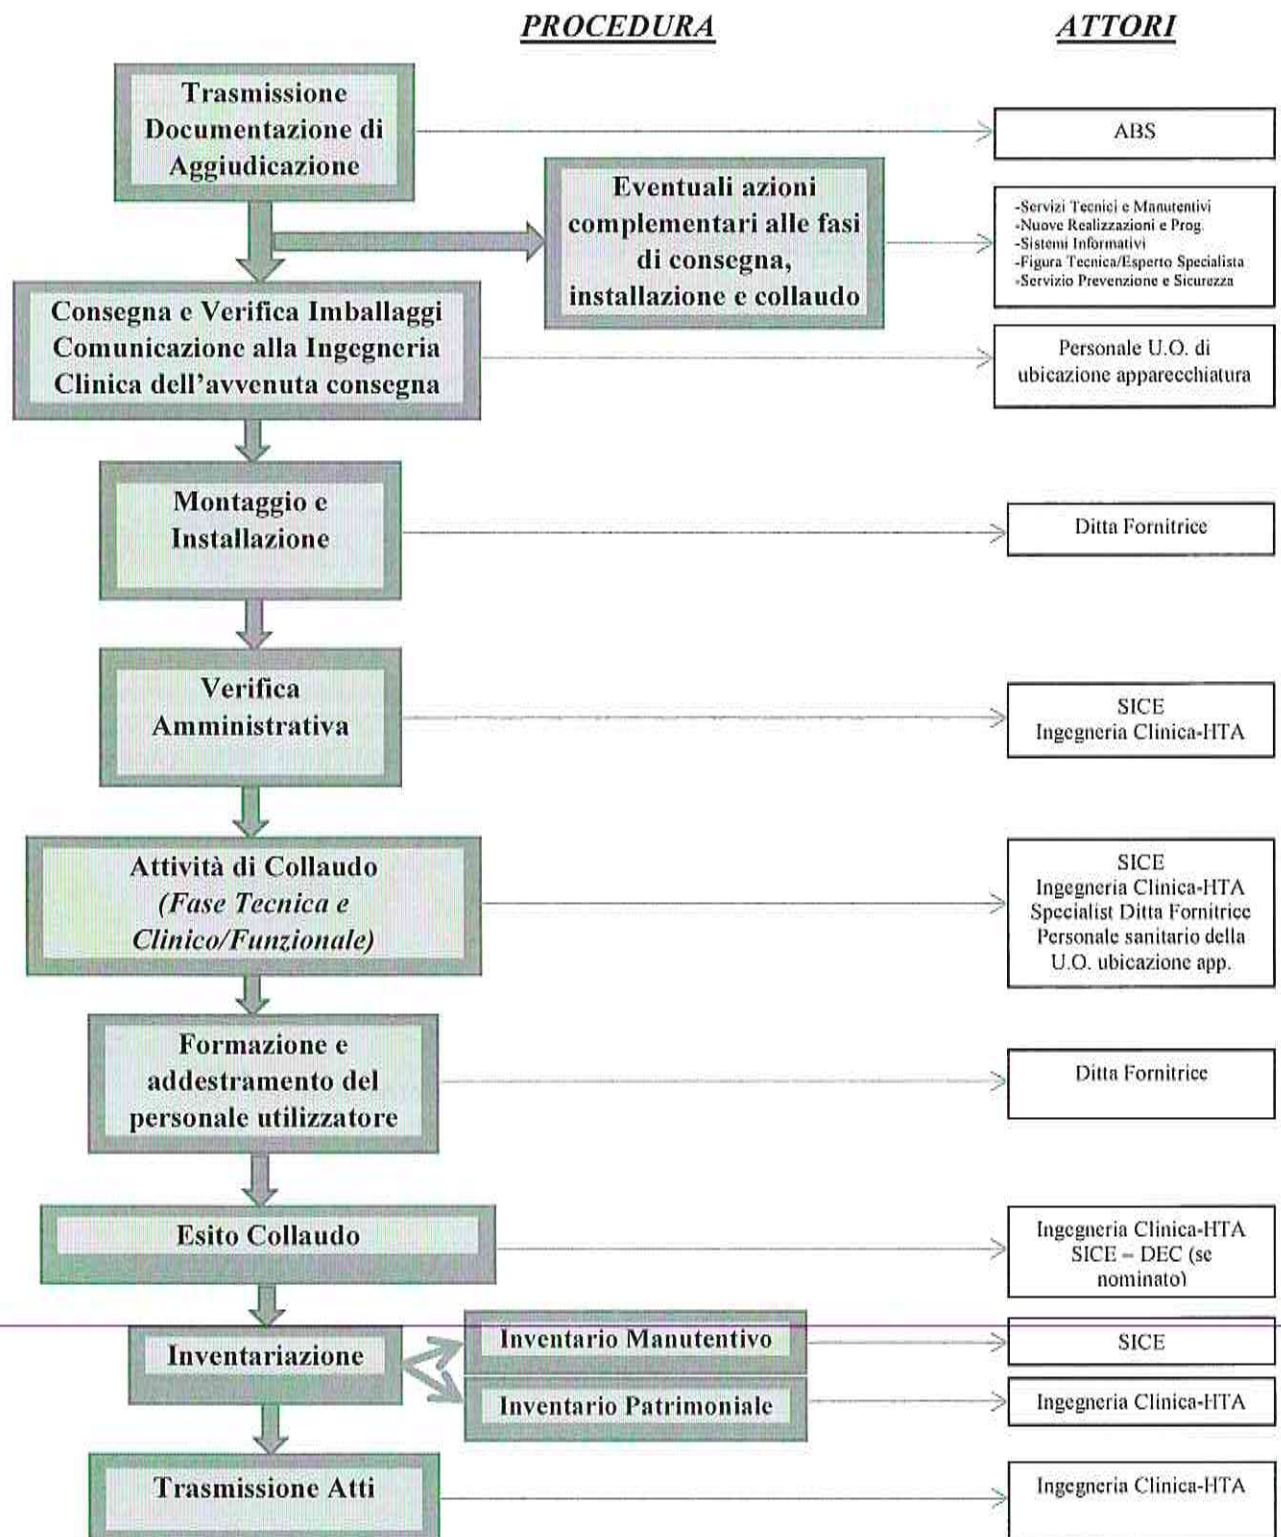 PROCEDURA
ATTORI
Trasmissione
Documentazione di
Aggiudicazione
ABS
Eventuali azioni
complementari alle fasi
di consegna,
installazione e collaudo
-Servizi Tecnici e Manutentivi
-Nuove Realizzazioni e Prog.
-Sistemi Informativi
-Figura Tecnica/Esperto Specialista
-Servizio Prevenzione e Sicurezza
Consegna e Verifica Imballaggi
Comunicazione alla Ingegneria
Clinica dell'avvenuta consegna
Personale U.O. di
ubicazione apparecchiatura
Montaggio e
Installazione
Ditta Fornitrice
Verifica
Amministrativa
SICE
Ingegneria Clinica-HTA
Attività di Collaudo
(Fase Tecnica e
Clinico/Funzionale)
SICE
Ingegneria Clinica-HTA
Specialist Ditta Fornitrice
Personale sanitario della
U.O. ubicazione app.
Formazione e
addestramento del
personale utilizzatore
Ditta Fornitrice
Esito Collaudo
Ingegneria Clinica-HTA
SICE – DEC (se
nominato)
Inventariazione
Inventario Manutentivo
SICE
Inventario Patrimoniale
Ingegneria Clinica-HTA
Trasmissione Atti
Ingegneria Clinica-HTA